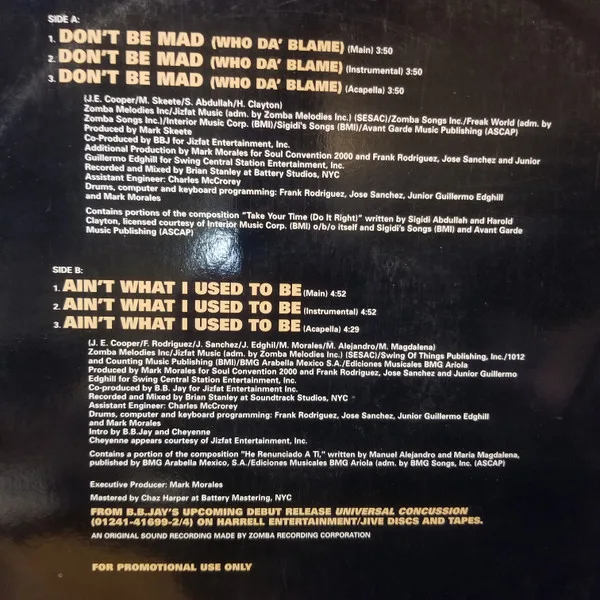 SIDE A:
1. DON'T BE MAD (WHO DA' BLAME) (Main) 3:50
2. DON'T BE MAD (WHO DA' BLAME) (Instrumental) 3:50
3. DON'T BE MAD (WHO DA' BLAME) (Acapella) 3:50
(J.E. Cooper/M. Skeete/S. Abdullah/H. Clayton)
Zomba Melodies Inc/Jizfat Music (adm. by Zomba Melodies Inc.) (SESAC)/Zomba Songs Inc./Freak World (adm. by
Zomba Songs Inc.)/Interior Music Corp. (BMI)/Sigidi's Songs (BMI)/Avant Garde Music Publishing (ASCAP)
Produced by Mark Skeete
Co-Produced by BBJ for Jizfat Entertainment, Inc.
Additional Production by Mark Morales for Soul Convention 2000 and Frank Rodriguez, Jose Sanchez and Junior
Guillermo Edghill for Swing Central Station Entertainment, Inc.
Recorded and Mixed by Brian Stanley at Battery Studios, NYC
Assistant Engineer: Charles McCrorey
Drums, computer and keyboard programming: Frank Rodriguez, Jose Sanchez, Junior Guillermo Edghill
and Mark Morales
Contains portions of the composition "Take Your Time (Do It Right)" written by Sigidi Abdullah and Harold
Clayton, licensed courtesy of Interior Music Corp. (BMI) o/b/o itself and Sigidi's Songs (BMI) and Avant Garde
Music Publishing (ASCAP)
SIDE B:
1. AIN'T WHAT I USED TO BE (Main) 4:52
2. AIN'T WHAT I USED TO BE (Instrumental) 4:52
3. AIN'T WHAT I USED TO BE (Acapella) 4:29
(J. E. Cooper/F. Rodriguez/J. Sanchez/J. Edghil/M. Morales/M. Alejandro/M. Magdalena)
Zomba Melodies Inc/Jizfat Music (adm. by Zomba Melodies Inc.) (SESAC)/Swing Of Things Publishing, Inc./1012
and Counting Music Publishing (BMI)/BMG Arabella Mexico S.A./Ediciones Musicales BMG Ariola
Produced by Mark Morales for Soul Convention 2000 and Frank Rodriguez, Jose Sanchez and Junior Guillermo
Edghill for Swing Central Station Entertainment, Inc.
Co-produced by B.B. Jay for Jizfat Entertainment Inc.
Recorded and Mixed by Brian Stanley at Soundtrack Studios, NYC
Assistant Engineer: Charles McCrorey
Drums, computer and keyboard programming: Frank Rodriguez, Jose Sanchez, Junior Guillermo Edghill
and Mark Morales
Intro by B.B.Jay and Cheyenne
Cheyenne appears courtesy of Jizfat Entertainment, Inc.
Contains a portion of the composition "He Renunciado A Ti," written by Manuel Alejandro and Maria Magdalena,
published by BMG Arabella Mexico, S.A./Ediciones Musicales BMG Ariola (adm. by BMG Songs, Inc. (ASCAP)
Executive Producer: Mark Morales
Mastered by Chaz Harper at Battery Mastering, NYC
FROM B.B.JAY'S UPCOMING DEBUT RELEASE UNIVERSAL CONCUSSION
(01241-41699-2/4) ON HARRELL ENTERTAINMENT/JIVE DISCS AND TAPES.
AN ORIGINAL SOUND RECORDING MADE BY ZOMBA RECORDING CORPORATION
FOR PROMOTIONAL USE ONLY